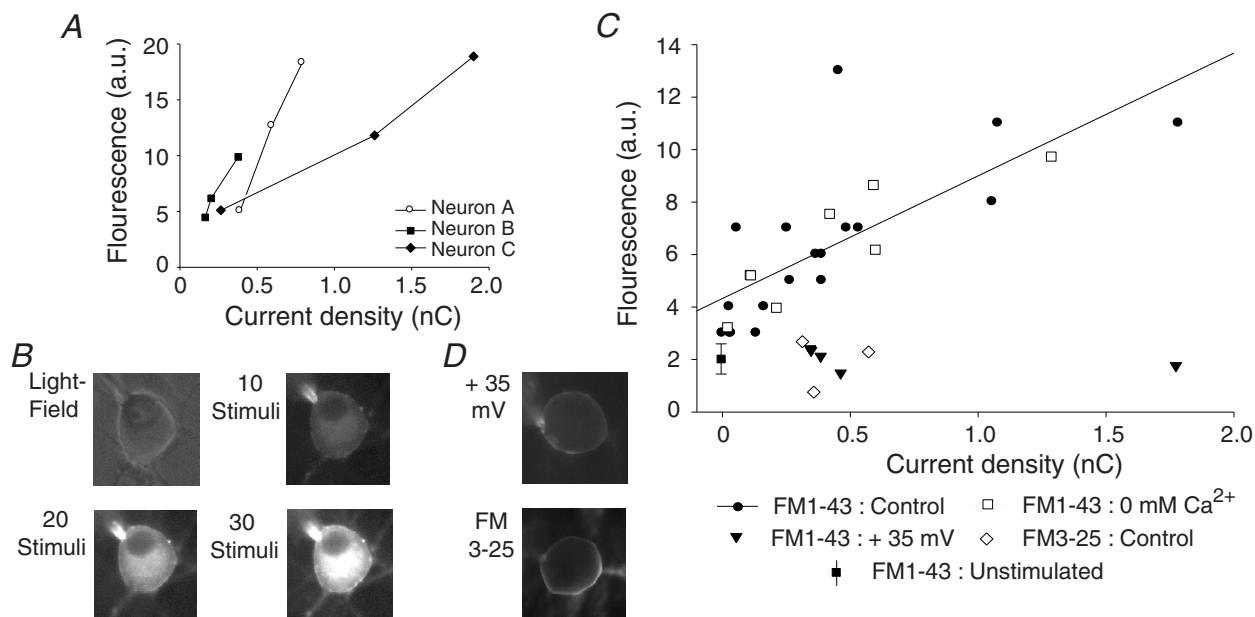 A
Flourescence (a.u.)
20
15
10
5
0
0
0.5
1.0
1.5
2.0
Current density (nC)
Neuron A
Neuron B
Neuron C
B
Light-
Field
10
Stimuli
20
Stimuli
30
Stimuli
D
+ 35
mV
FM
3-25
C
Flourescence (a.u.)
14
12
10
8
6
4
2
0
0
0.5
1.0
1.5
2.0
Current density (nC)
FM1-43 : Control
FM1-43 : 0 mM Ca2+
FM1-43 : + 35 mV
FM3-25 : Control
FM1-43 : Unstimulated